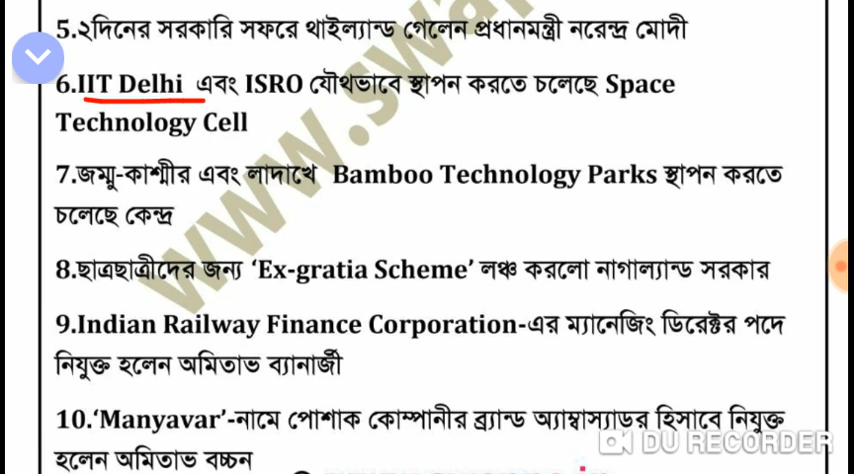 5.২দিনের সরকারি সফরে থাইল্যান্ড গেলেন প্রধানমন্ত্রী নরেন্দ্র মোদী
6.IIT Delhi এবং ISRO যৌথভাবে স্থাপন করতে চলেছে Space
Technology Cell
7.জম্মু-কাশ্মীর এবং লাদাখে Bamboo Technology Parks স্থাপন করতে
চলেছে কেন্দ্র
8.ছাত্রছাত্রীদের জন্য ‘Ex-gratia Scheme’ লঞ্চ করলো নাগাল্যান্ড সরকার
9.Indian Railway Finance Corporation-এর ম্যানেজিং ডিরেক্টর পদে
নিযুক্ত হলেন অমিতাভ ব্যানার্জী
10.‘Manyavar’-নামে পোশাক কোম্পানীর ব্র্যান্ড অ্যাম্বাস্যাডর হিসাবে নিযুক্ত
হলেন অমিতাভ বচ্চন
DU RECORDER